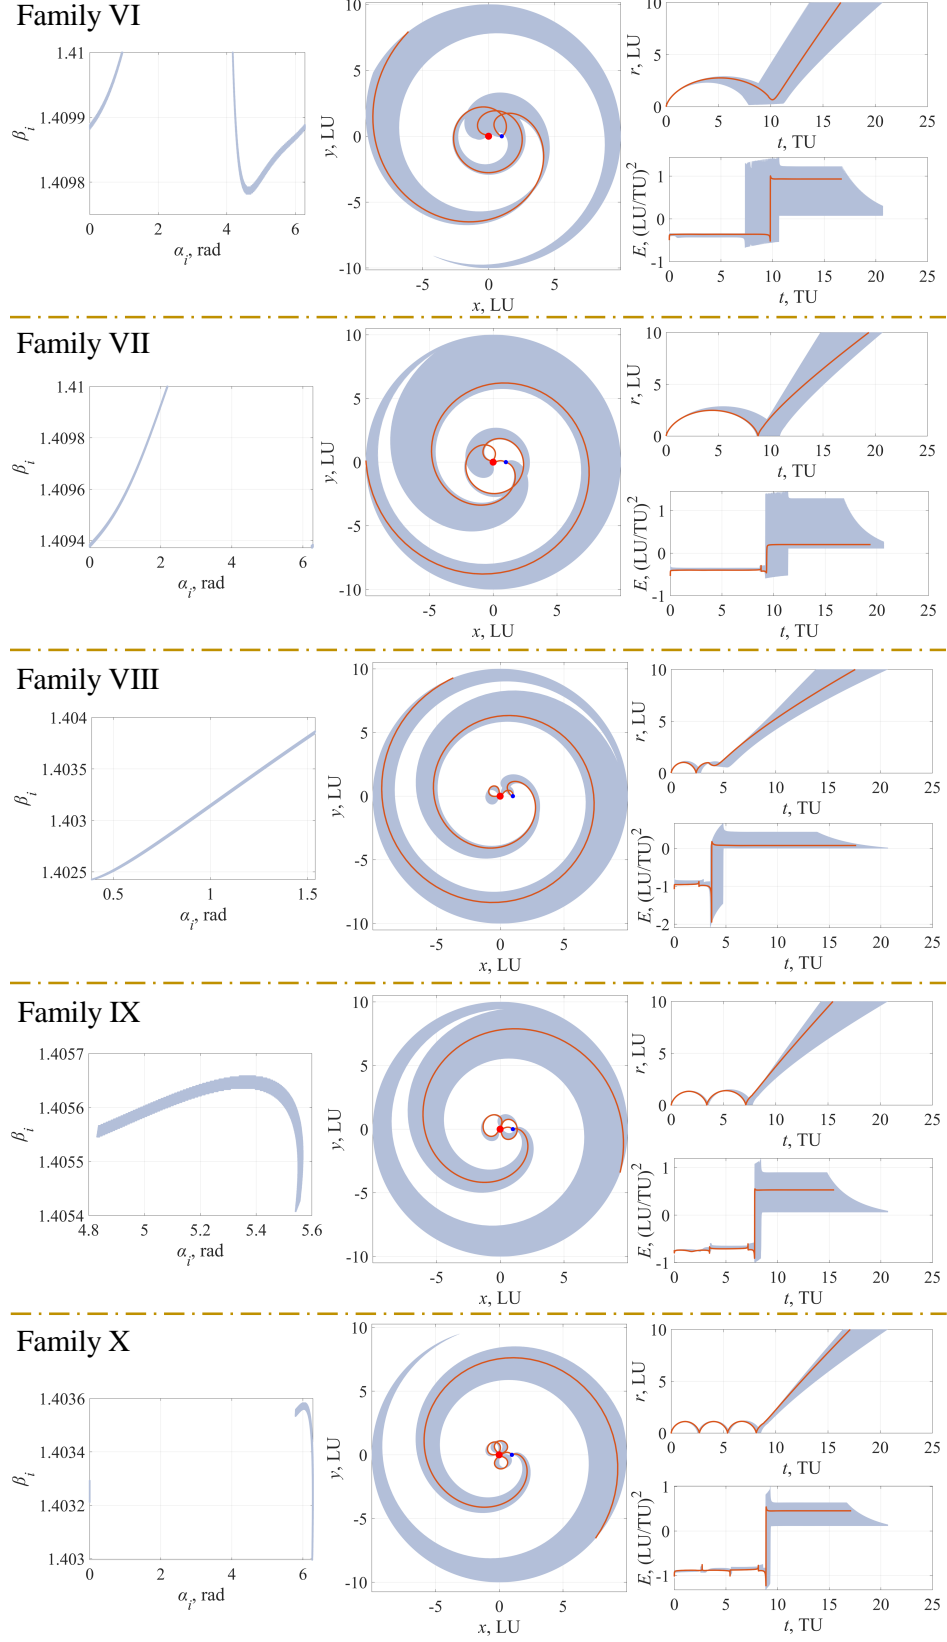 Family VI
1.41
1.4099
1.4098
β_i
0 2 4 6
α_i, rad
10
5
0
-5
-10
y, LU
-5 0 5
x, LU
10
5
0
r, LU
0 5 10 15 20 25
t, TU
1
0
-1
E, (LU/TU)^2
0 5 10 15 20 25
t, TU
Family VII
1.41
1.4098
1.4096
1.4094
β_i
0 2 4 6
α_i, rad
10
5
0
-5
-10
y, LU
-5 0 5
x, LU
10
5
0
r, LU
0 5 10 15 20 25
t, TU
1
0
-1
E, (LU/TU)^2
0 5 10 15 20 25
t, TU
Family VIII
1.404
1.4035
1.403
1.4025
β_i
0.5 1 1.5
α_i, rad
10
5
0
-5
-10
y, LU
-5 0 5
x, LU
10
5
0
r, LU
0 5 10 15 20 25
t, TU
0
-1
-2
E, (LU/TU)^2
0 5 10 15 20 25
t, TU
Family IX
1.4057
1.4056
1.4055
1.4054
β_i
4.8 5 5.2 5.4 5.6
α_i, rad
10
5
0
-5
-10
y, LU
-5 0 5
x, LU
10
5
0
r, LU
0 5 10 15 20 25
t, TU
1
0
-1
E, (LU/TU)^2
0 5 10 15 20 25
t, TU
Family X
1.4036
1.4034
1.4032
1.403
β_i
0 2 4 6
α_i, rad
10
5
0
-5
-10
y, LU
-5 0 5
x, LU
10
5
0
r, LU
0 5 10 15 20 25
t, TU
0
-1
E, (LU/TU)^2
0 5 10 15 20 25
t, TU